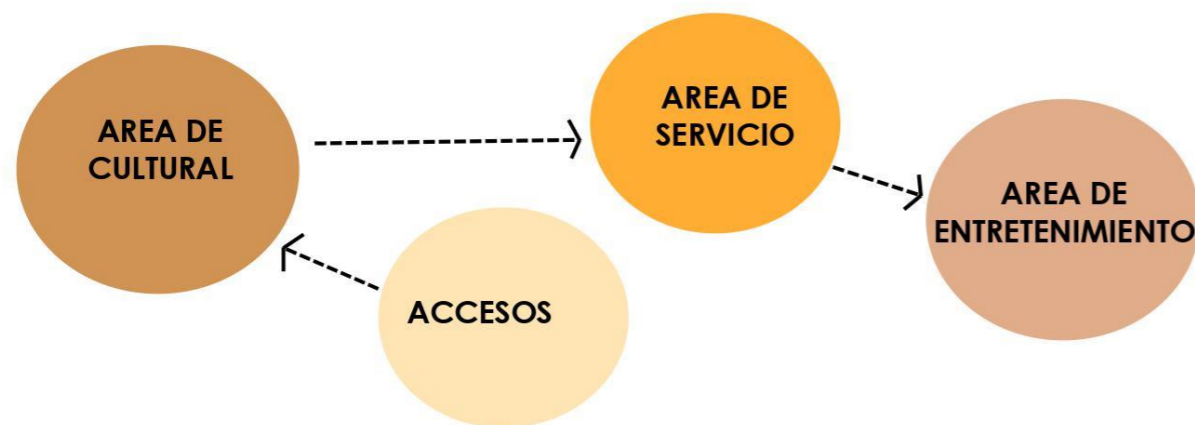 AREA DE
CULTURAL
AREA DE
SERVICIO
AREA DE
ENTRETENIMIENTO
ACCESOS